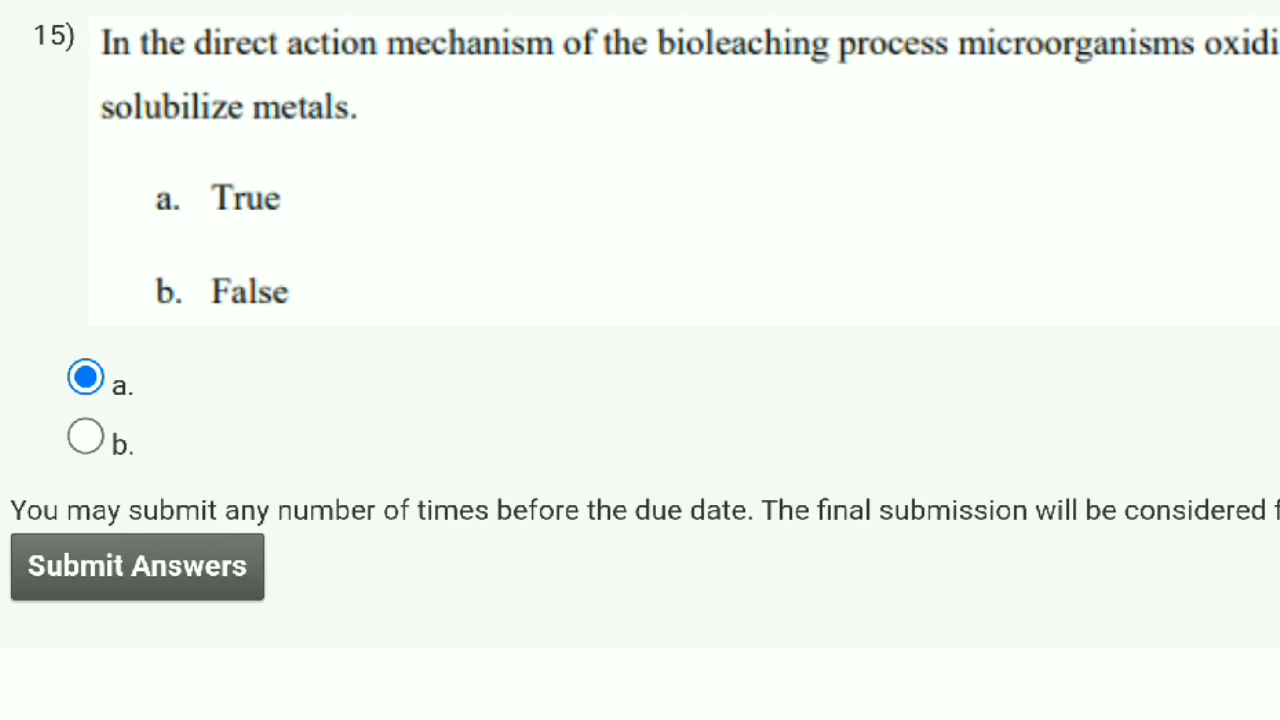 15) In the direct action mechanism of the bioleaching process microorganisms oxidi
solubilize metals.
a. True
b. False
a.
b.
You may submit any number of times before the due date. The final submission will be considered f
Submit Answers